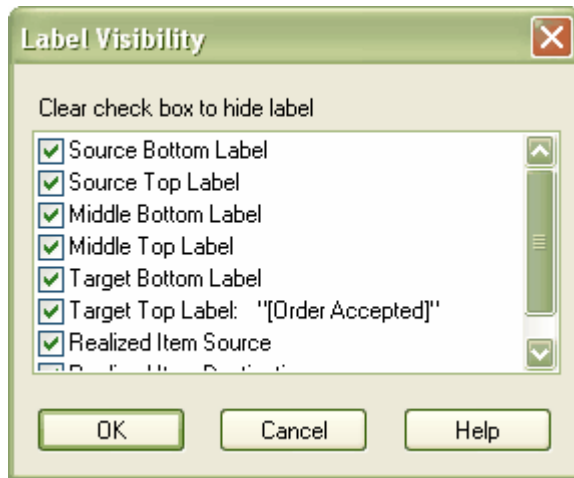 Label Visibility
Clear check box to hide label
Source Bottom Label
Source Top Label
Middle Bottom Label
Middle Top Label
Target Bottom Label
Target Top Label: "[Order Accepted]"
Realized Item Source
OK
Cancel
Help